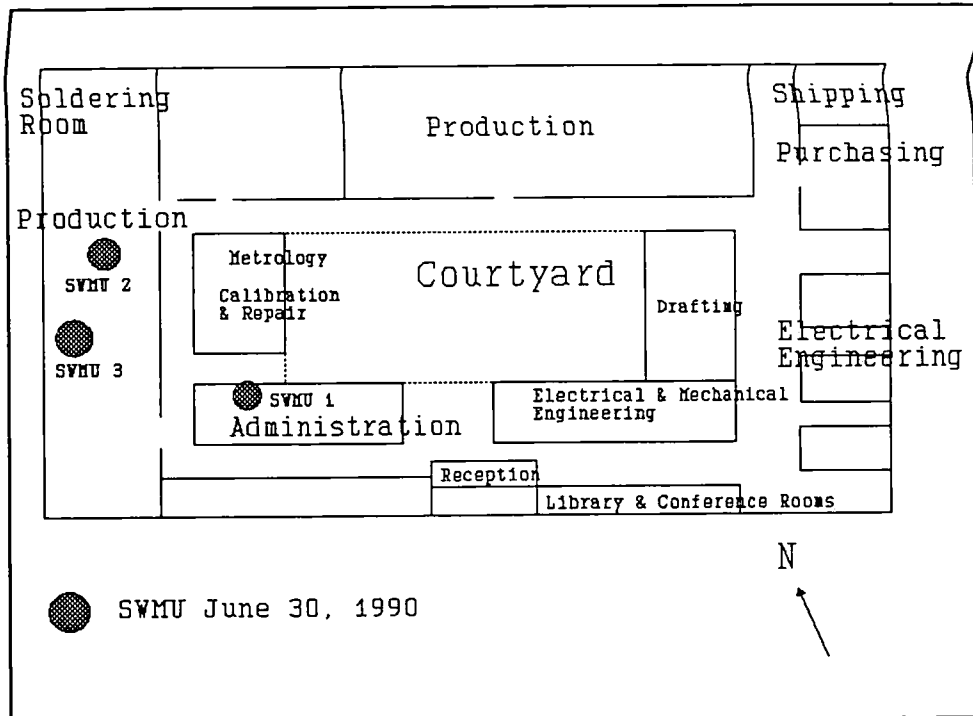 Soldering
Room
Production
Shipping
Purchasing
Production
SWMU 2
SWMU 3
Metrology
Calibration
& Repair
Courtyard
Drafting
Electrical
Engineering
SWMU 1
Administration
Electrical & Mechanical
Engineering
Reception
Library & Conference Rooms
N
SWMU June 30, 1990